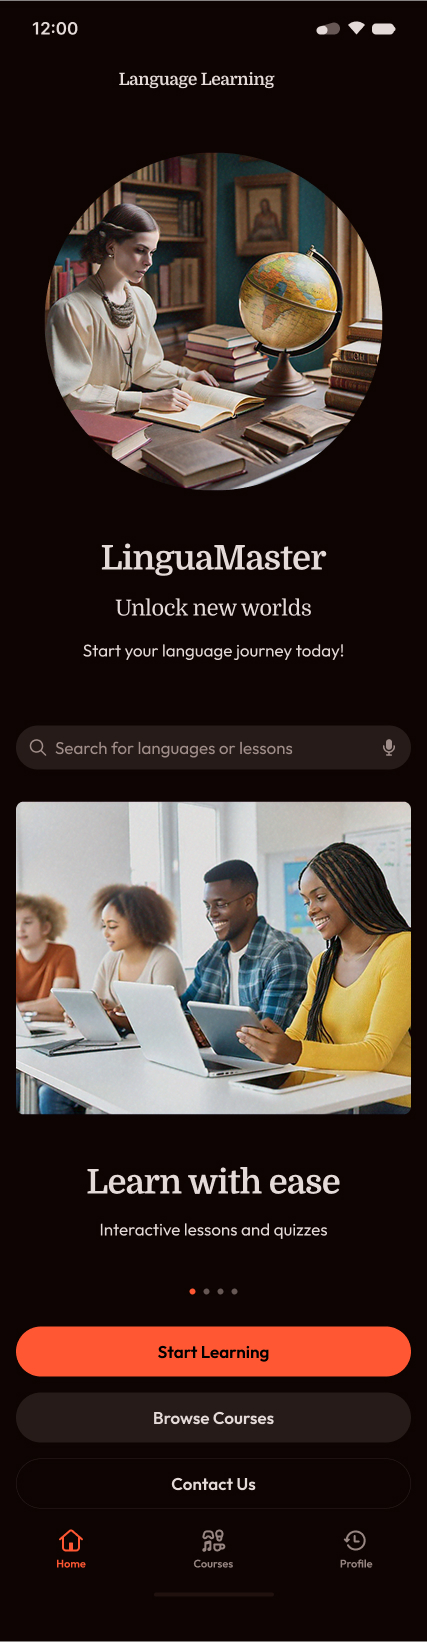 12:00
Language Learning
LinguaMaster
Unlock new worlds
Start your language journey today!
Search for languages or lessons
Learn with ease
Interactive lessons and quizzes
Start Learning
Browse Courses
Contact Us
Home
Courses
Profile